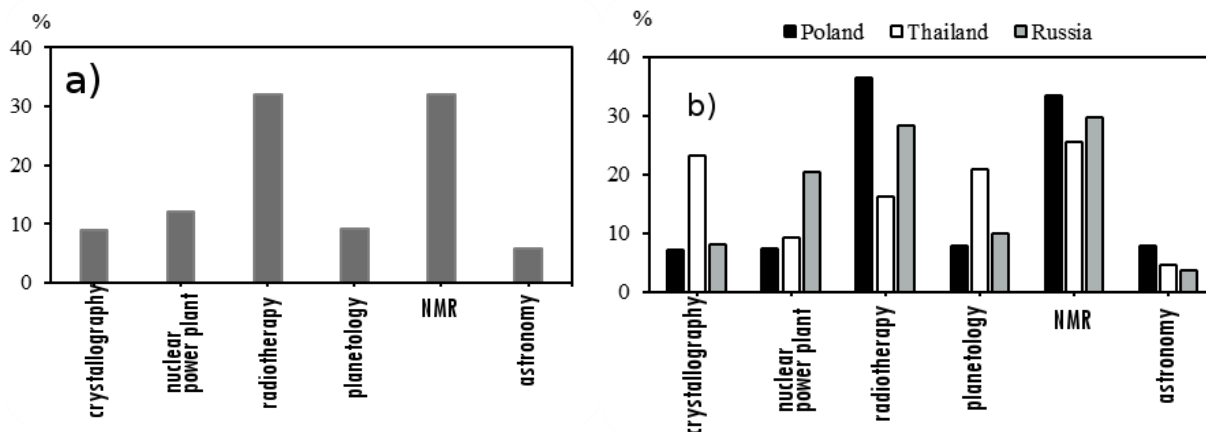 %
40
30
20
10
0
a)
crystallography
nuclear
power plant
radiotherapy
planetology
NMR
astronomy
%
Poland Thailand Russia
40
30
20
10
0
b)
crystallography
nuclear
power plant
radiotherapy
planetology
NMR
astronomy